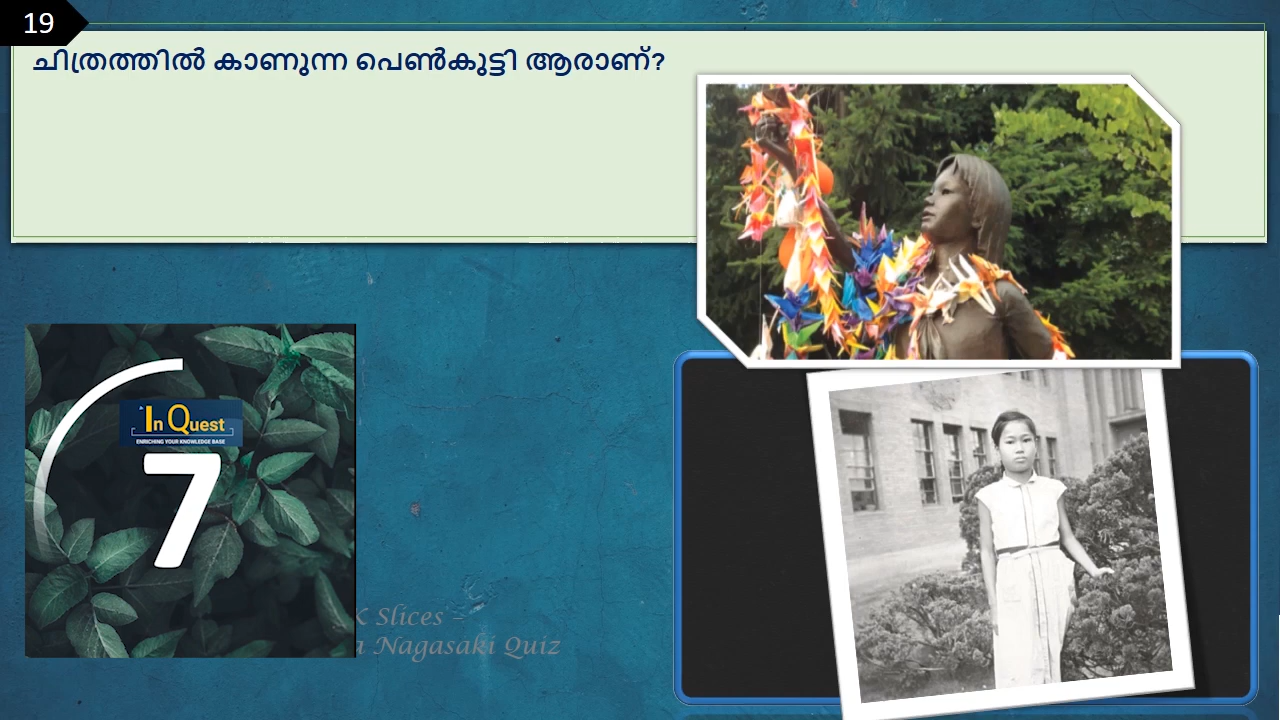 19
ചിത്രത്തിൽ കാണുന്ന പെൺകുട്ടി ആരാണ്?
In Quest
ENRICHING YOUR KNOWLEDGE BASE
7
K Slices –
a Nagasaki Quiz